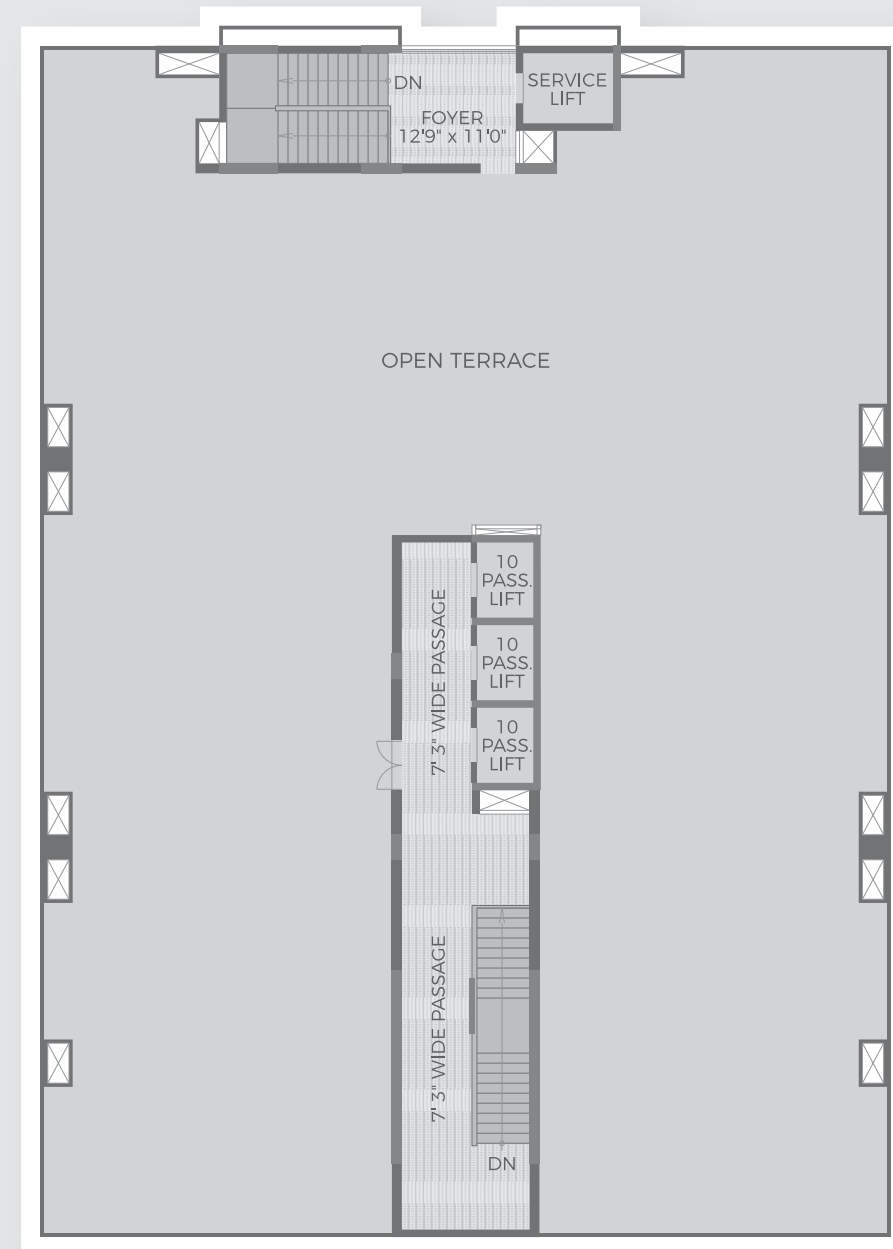 DN
SERVICE
LIFT
FOYER
12'9" x 11'0"
OPEN TERRACE
10
PASS.
LIFT
10
PASS.
LIFT
10
PASS.
LIFT
7' 3" WIDE PASSAGE
7' 3" WIDE PASSAGE
DN